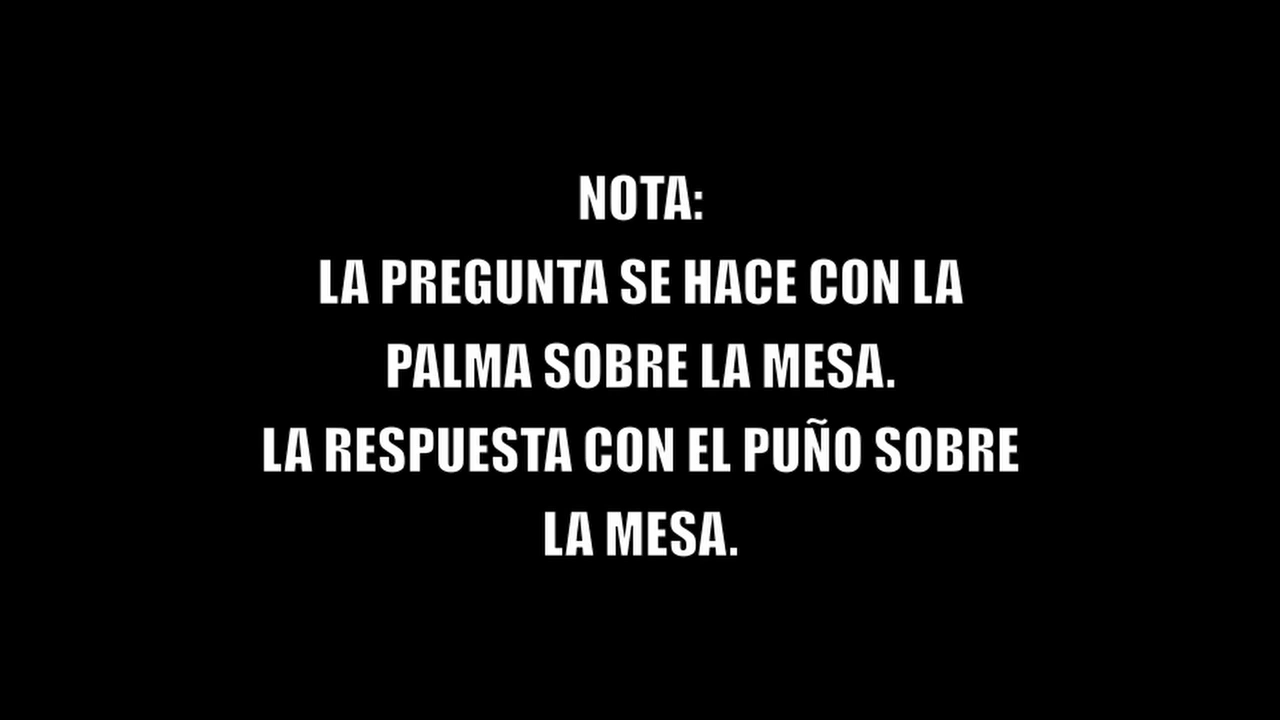 NOTA:
LA PREGUNTA SE HACE CON LA
PALMA SOBRE LA MESA.
LA RESPUESTA CON EL PUÑO SOBRE
LA MESA.